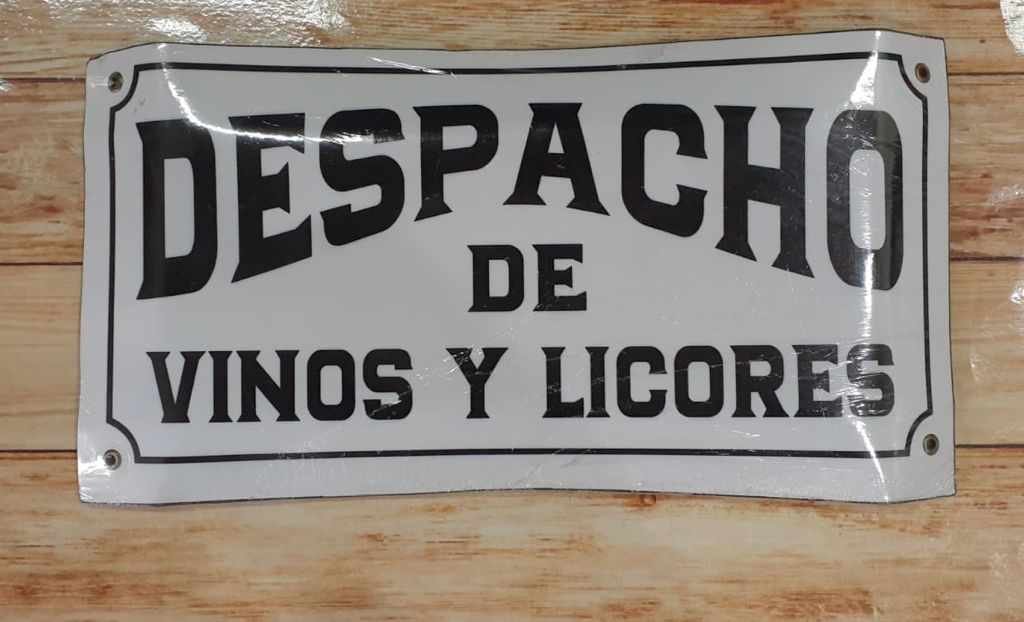 DESPACHO
DE
VINOS Y LICORES